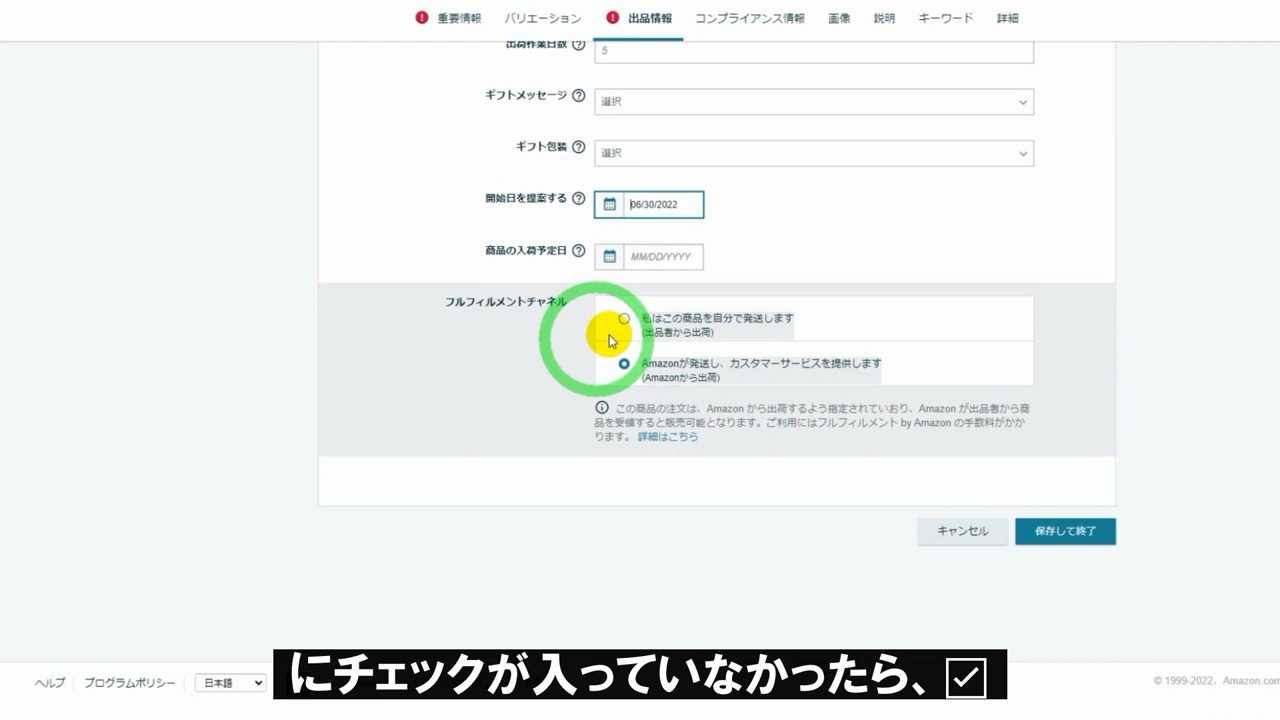 重要情報 バリエーション 出品情報 コンプライアンス情報 画像 説明 キーワード 詳細
出荷作業日数 5
ギフトメッセージ 選択
ギフト包装 選択
開始日を提案する 06/30/2022
商品の入荷予定日 MM/DD/YYYY
フルフィルメントチャネル
私はこの商品を自分で発送します
(出品者から出荷)
Amazonが発送し、カスタマーサービスを提供します
(Amazonから出荷)
この商品の注文は、Amazon から出荷するよう指定されていおり、Amazon が出品者から商
品を受領すると販売可能となります。ご利用にはフルフィルメント by Amazon の手数料がかか
ります。 詳細はこちら
キャンセル 保存して終了
にチェックが入っていなかったら、
ヘルプ プログラムポリシー 日本語 © 1999-2022、Amazon.com